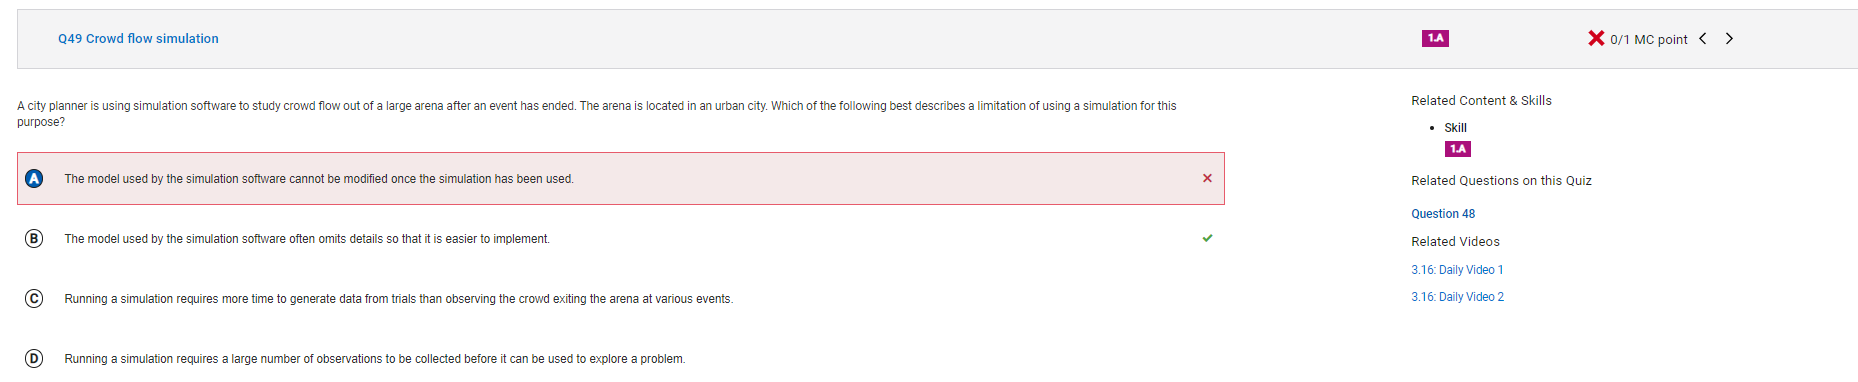 Q49 Crowd flow simulation
1.A
0/1 MC point
A city planner is using simulation software to study crowd flow out of a large arena after an event has ended. The arena is located in an urban city. Which of the following best describes a limitation of using a simulation for this
purpose?
A The model used by the simulation software cannot be modified once the simulation has been used.
B The model used by the simulation software often omits details so that it is easier to implement.
C Running a simulation requires more time to generate data from trials than observing the crowd exiting the arena at various events.
D Running a simulation requires a large number of observations to be collected before it can be used to explore a problem.
Related Content & Skills
Skill
1.A
Related Questions on this Quiz
Question 48
Related Videos
3.16: Daily Video 1
3.16: Daily Video 2